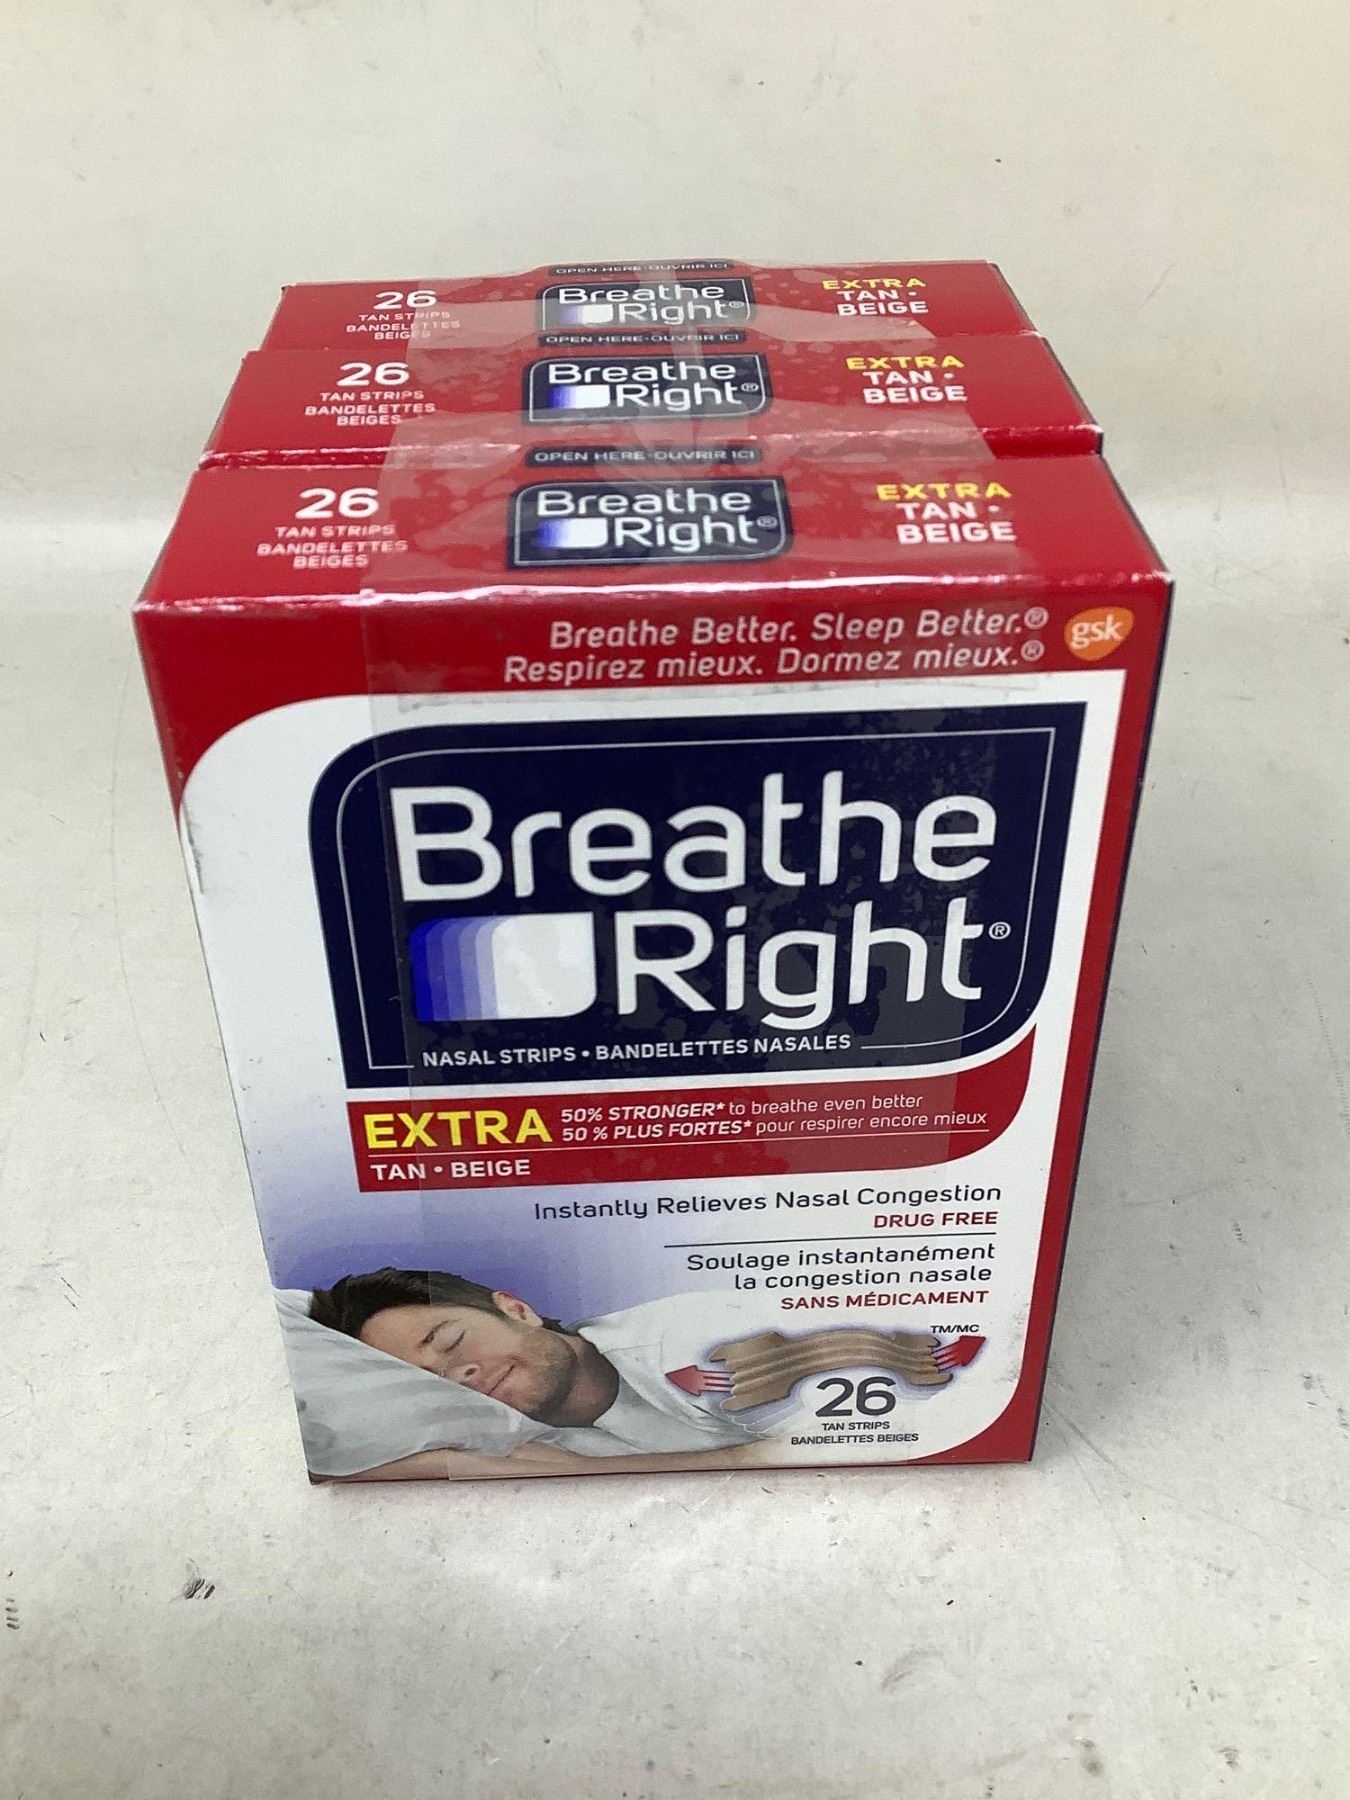 OPEN HERE·OUVRIR ICI
26
TAN STRIPS
BANDELETTES
BEIGES
Breathe
Right®
EXTRA
TAN •
BEIGE
OPEN HERE·OUVRIR ICI
26
TAN STRIPS
BANDELETTES
BEIGES
Breathe
Right®
EXTRA
TAN •
BEIGE
OPEN HERE·OUVRIR ICI
26
TAN STRIPS
BANDELETTES
BEIGES
Breathe
Right®
EXTRA
TAN •
BEIGE
Breathe Better. Sleep Better.®
Respirez mieux. Dormez mieux.®
gsk
Breathe
Right®
NASAL STRIPS • BANDELETTES NASALES
EXTRA
50% STRONGER* to breathe even better
50 % PLUS FORTES* pour respirer encore mieux
TAN • BEIGE
Instantly Relieves Nasal Congestion
DRUG FREE
Soulage instantanément
la congestion nasale
SANS MÉDICAMENT
TM/MC
26
TAN STRIPS
BANDELETTES BEIGES